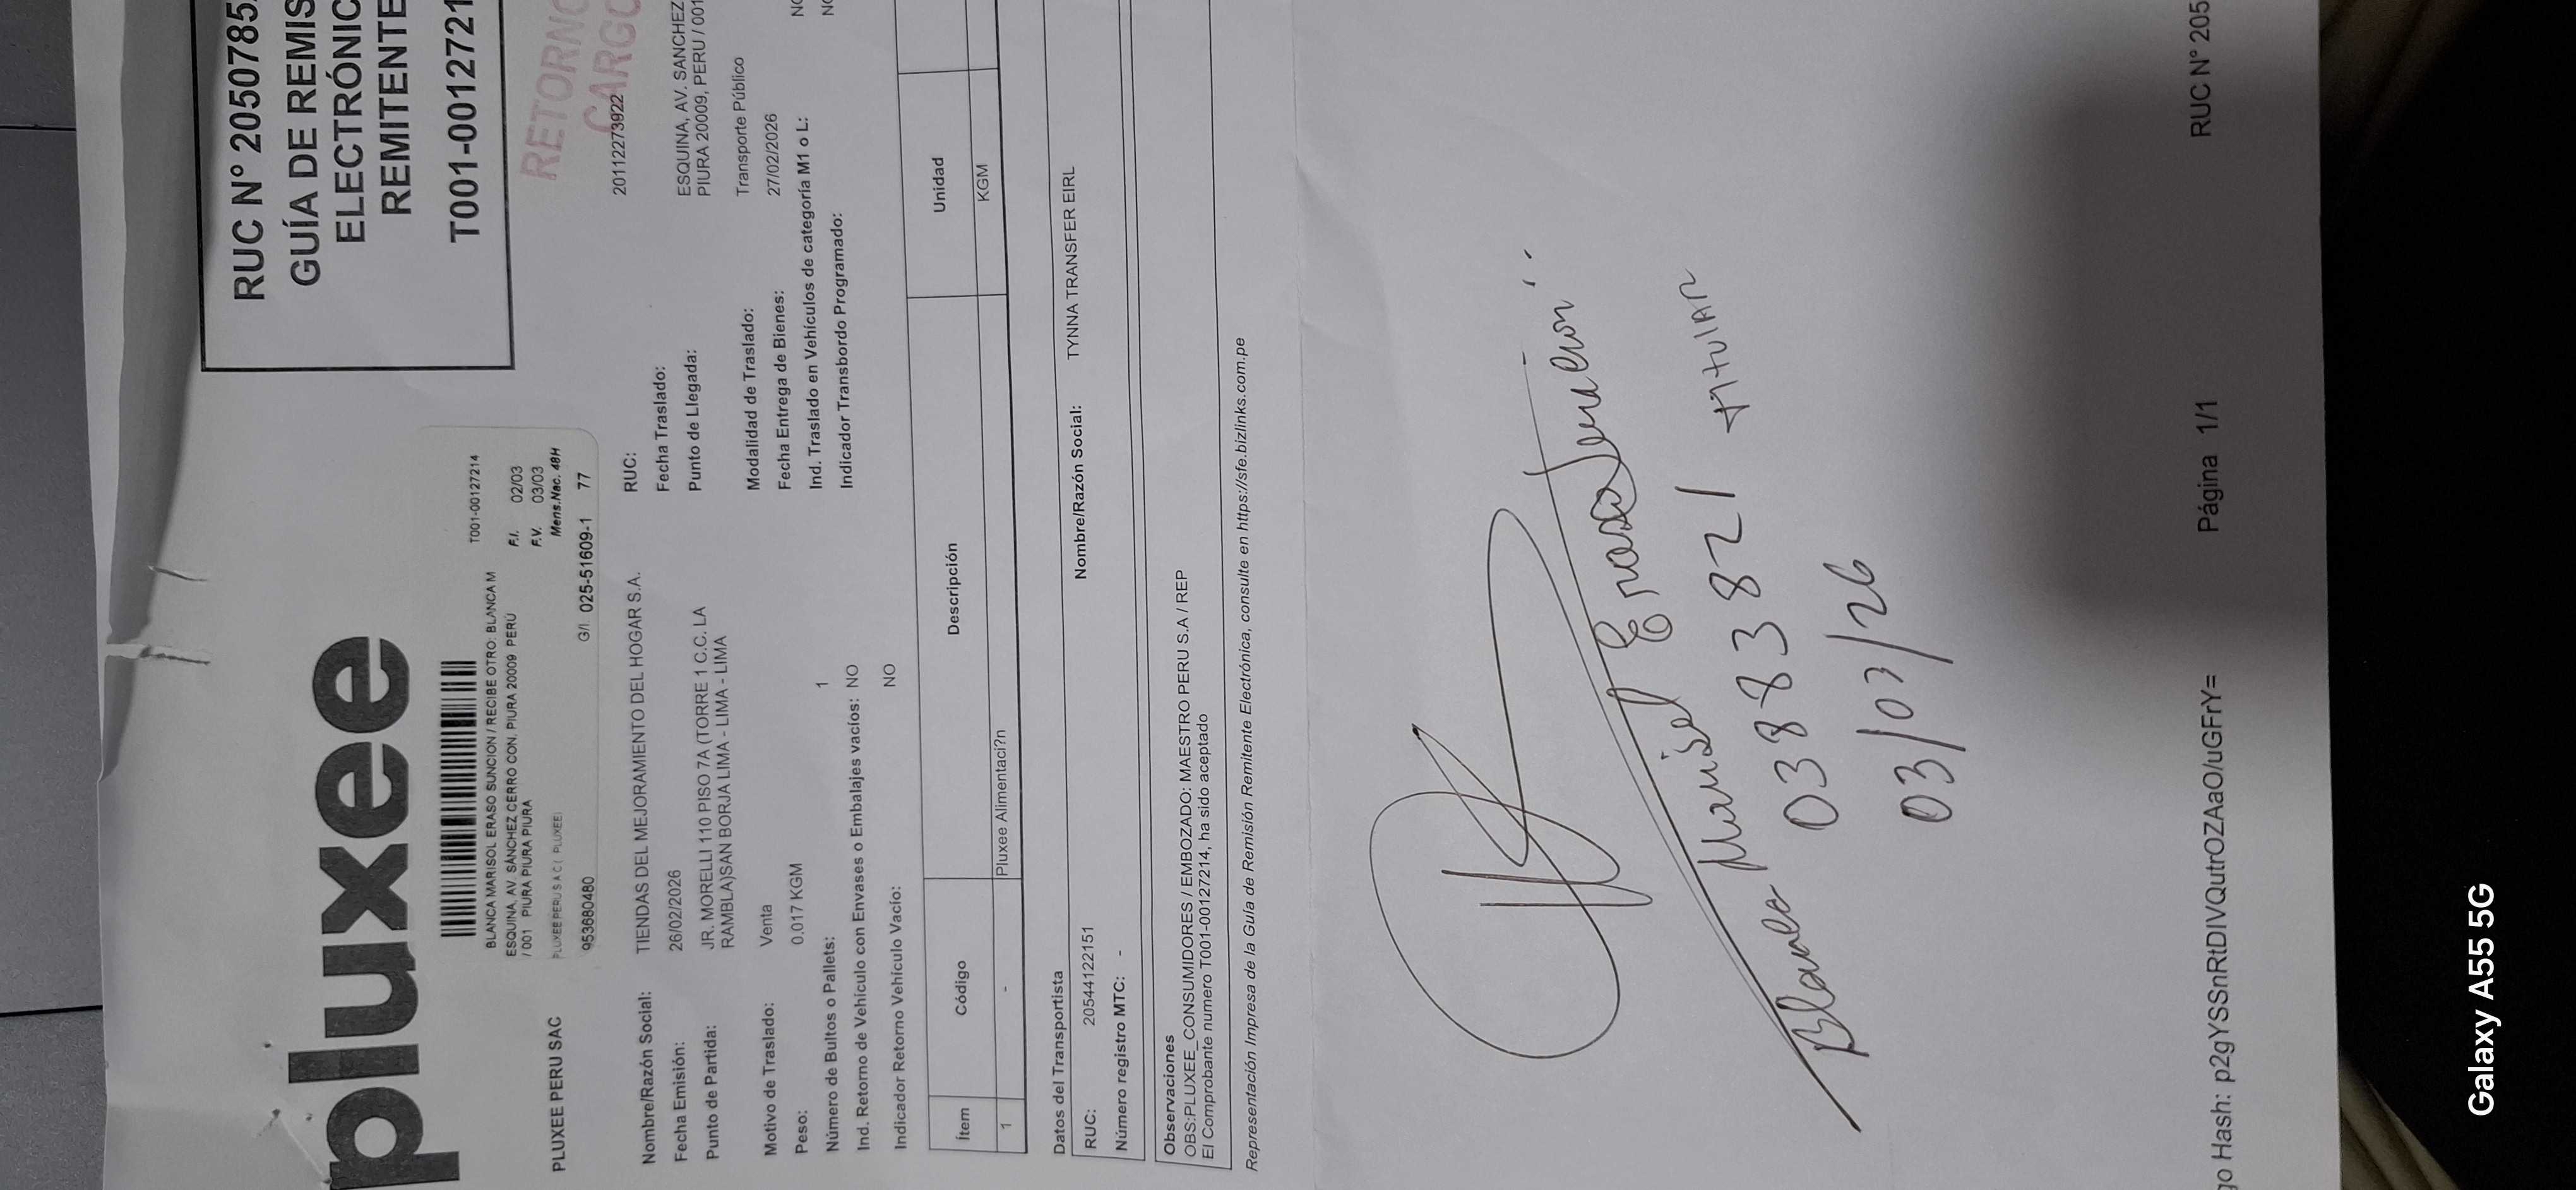 pluxee
RUC N° 20507785
GUÍA DE REMIS
ELECTRÓNIC
REMITENTE
T001-0012721
T001-00127214
BLANCA MARISOL ERASO SUNCION / RECIBE OTRO: BLANCA M
ESQUINA, AV. SÁNCHEZ CERRO CON, PIURA 20009 PERÚ
/ 001 PIURA PIURA PIURA
F.I. 02/03
F.V. 03/03
Mens.Nac. 48H
PLUXEE PERU S A C ( PLUXEE)
953680480
G/I 025-51609-1 77
RETORNO
CARGO
PLUXEE PERU SAC
Nombre/Razón Social: TIENDAS DEL MEJORAMIENTO DEL HOGAR S.A.
RUC: 20112273922
Fecha Emisión: 26/02/2026
Fecha Traslado:
Punto de Partida: JR. MORELLI 110 PISO 7A (TORRE 1 C.C. LA
RAMBLA)SAN BORJA LIMA - LIMA - LIMA
Punto de Llegada: ESQUINA, AV. SANCHEZ
PIURA 20009, PERU / 001
Motivo de Traslado: Venta
Modalidad de Traslado: Transporte Público
Peso: 0.017 KGM
Fecha Entrega de Bienes: 27/02/2026
Número de Bultos o Pallets: 1
Ind. Traslado en Vehículos de categoría M1 o L: NO
Ind. Retorno de Vehículo con Envases o Embalajes vacíos: NO
Indicador Transbordo Programado: NO
Indicador Retorno Vehículo Vacío: NO
Ítem Código Descripción Unidad
1 - Pluxee Alimentaci?n KGM
Datos del Transportista
RUC: 20544122151 Nombre/Razón Social: TYNNA TRANSFER EIRL
Número registro MTC: -
Observaciones
OBS:PLUXEE_CONSUMIDORES / EMBOZADO: MAESTRO PERU S.A / REP
El Comprobante numero T001-00127214, ha sido aceptado
Representación Impresa de la Guía de Remisión Remitente Electrónica, consulte en https://sfe.bizlinks.com.pe
Blanca Marisol Eraso Suncion
03883821 titular
03/03/26
go Hash: p2gYSSnRtDIVQutrOZAaO/uGFrY= Página 1/1 RUC N° 205
Galaxy A55 5G